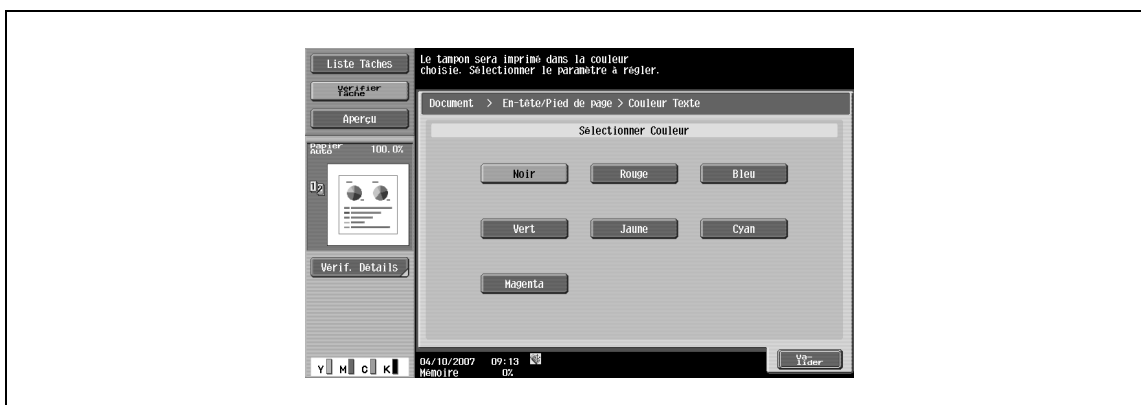 Liste Tâches
Vérifier
Tâche
Aperçu
Papier
Auto 100.0%
Vérif. Détails
Y M C K
Le tampon sera imprimé dans la couleur
choisie. Sélectionner le paramètre à régler.
Document > En-tête/Pied de page > Couleur Texte
Sélectionner Couleur
Noir Rouge Bleu
Vert Jaune Cyan
Magenta
04/10/2007 09:13
Mémoire 0%
Va-
lider